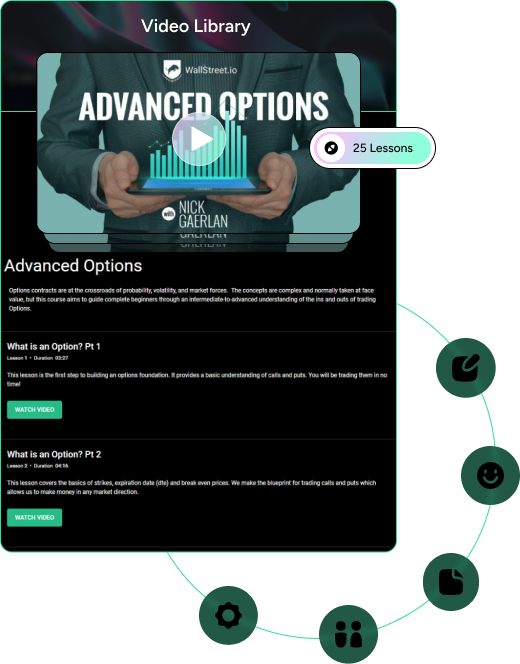 Video Library
WallStreet.io
ADVANCED OPTIONS
25 Lessons
with NICK
GAERLAN
GAERLAN
Advanced Options
Options contracts are at the crossroads of probability, volatility, and market forces. The concepts are complex and normally taken at face
value, but this course aims to guide complete beginners through an intermediate-to-advanced understanding of the ins and outs of trading
Options.
What is an Option? Pt 1
Lesson 1 • Duration 03:27
This lesson is the first step to building an options foundation. It provides a basic understanding of calls and puts. You will be trading them in no
time!
WATCH VIDEO
What is an Option? Pt 2
Lesson 2 • Duration 04:16
This lesson covers the basics of strikes, expiration date (dte) and break even prices. We make the blueprint for trading calls and puts which
allows us to make money in any market direction.
WATCH VIDEO